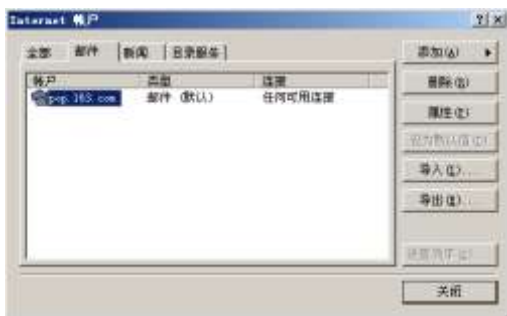 Internet 帐户
全部 邮件 新闻 目录服务
帐户 类型 连接
pop.163.com 邮件 (默认) 任何可用连接
添加(A)
删除(R)
属性(P)
设为默认值(D)
导入(I)...
导出(E)...
设置顺序(S)
关闭